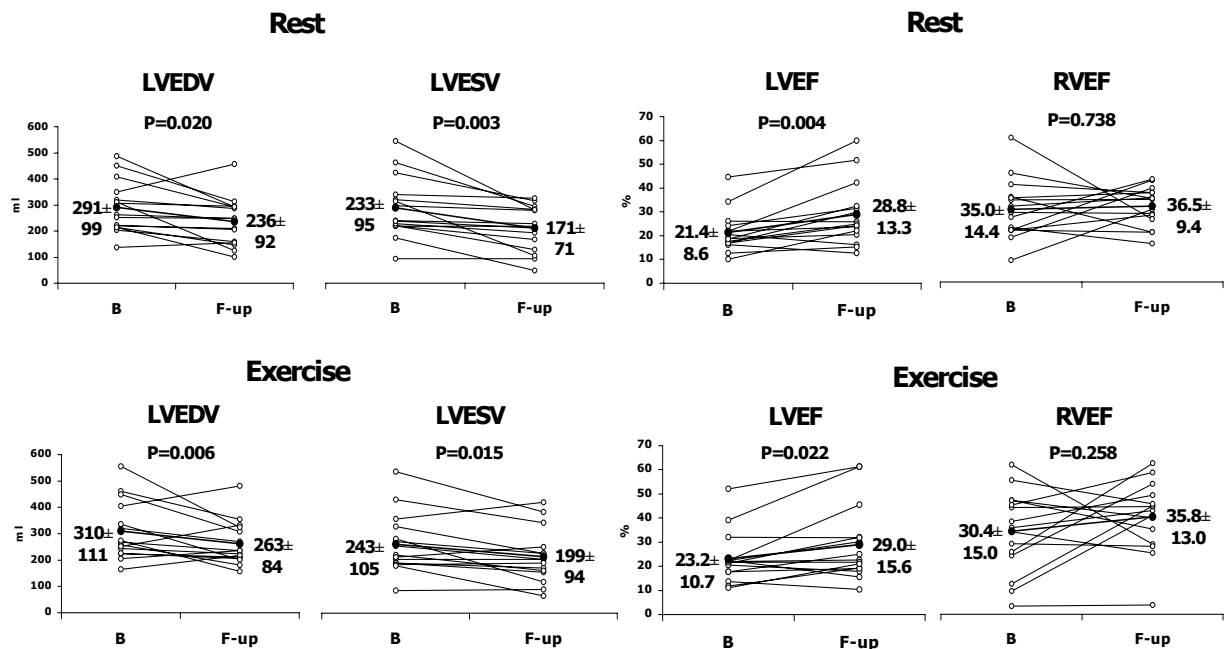 Rest
LVEDV
P=0.020
ml
600
500
400
300
200
100
0
291±
99
236±
92
B
F-up
LVESV
P=0.003
233±
95
171±
71
B
F-up
Rest
LVEF
P=0.004
%
70
60
50
40
30
20
10
0
21.4±
8.6
28.8±
13.3
B
F-up
RVEF
P=0.738
35.0±
14.4
36.5±
9.4
B
F-up
Exercise
LVEDV
P=0.006
ml
600
500
400
300
200
100
0
310±
111
263±
84
B
F-up
LVESV
P=0.015
243±
105
199±
94
B
F-up
Exercise
LVEF
P=0.022
%
70
60
50
40
30
20
10
0
23.2±
10.7
29.0±
15.6
B
F-up
RVEF
P=0.258
30.4±
15.0
35.8±
13.0
B
F-up